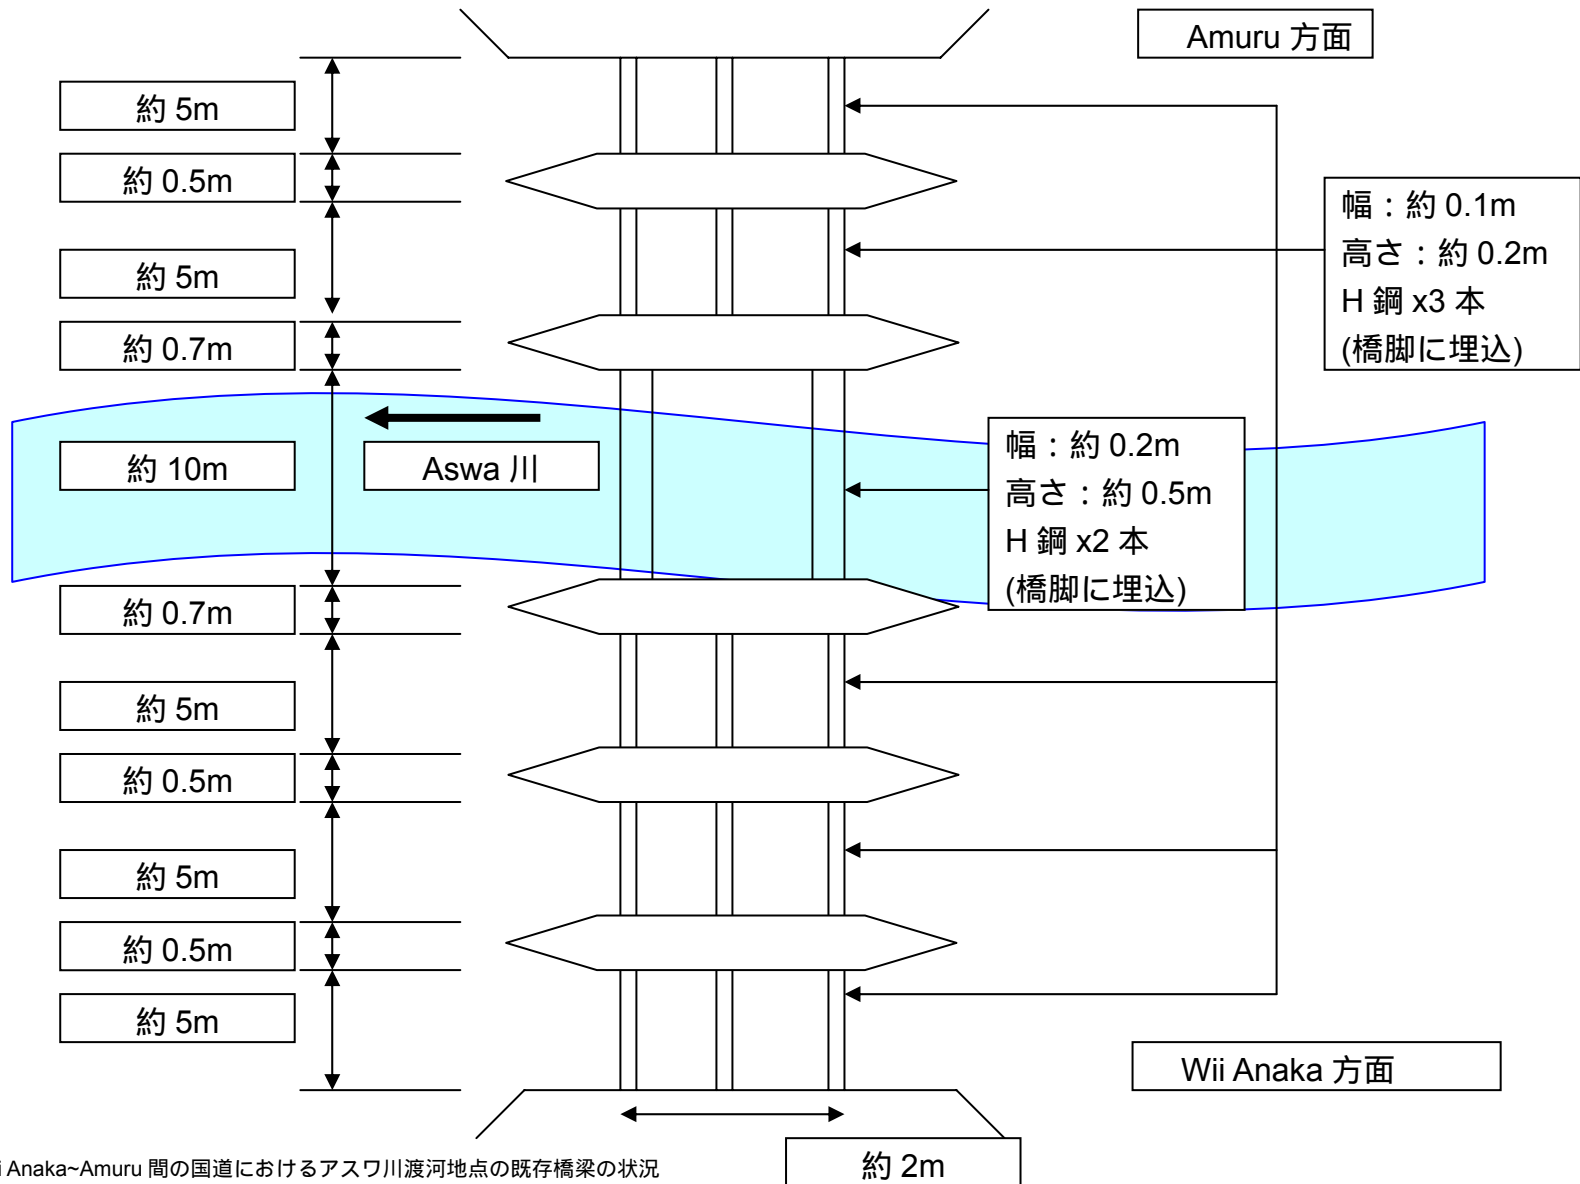 Amuru 方面
約 5m
約 0.5m
約 5m
約 0.7m
幅：約 0.1m
高さ：約 0.2m
H 鋼 x3 本
(橋脚に埋込)
約 10m
Aswa 川
幅：約 0.2m
高さ：約 0.5m
H 鋼 x2 本
(橋脚に埋込)
約 0.7m
約 5m
約 0.5m
約 5m
約 0.5m
約 5m
Wii Anaka 方面
約 2m
i Anaka~Amuru 間の国道におけるアスワ川渡河地点の既存橋梁の状況